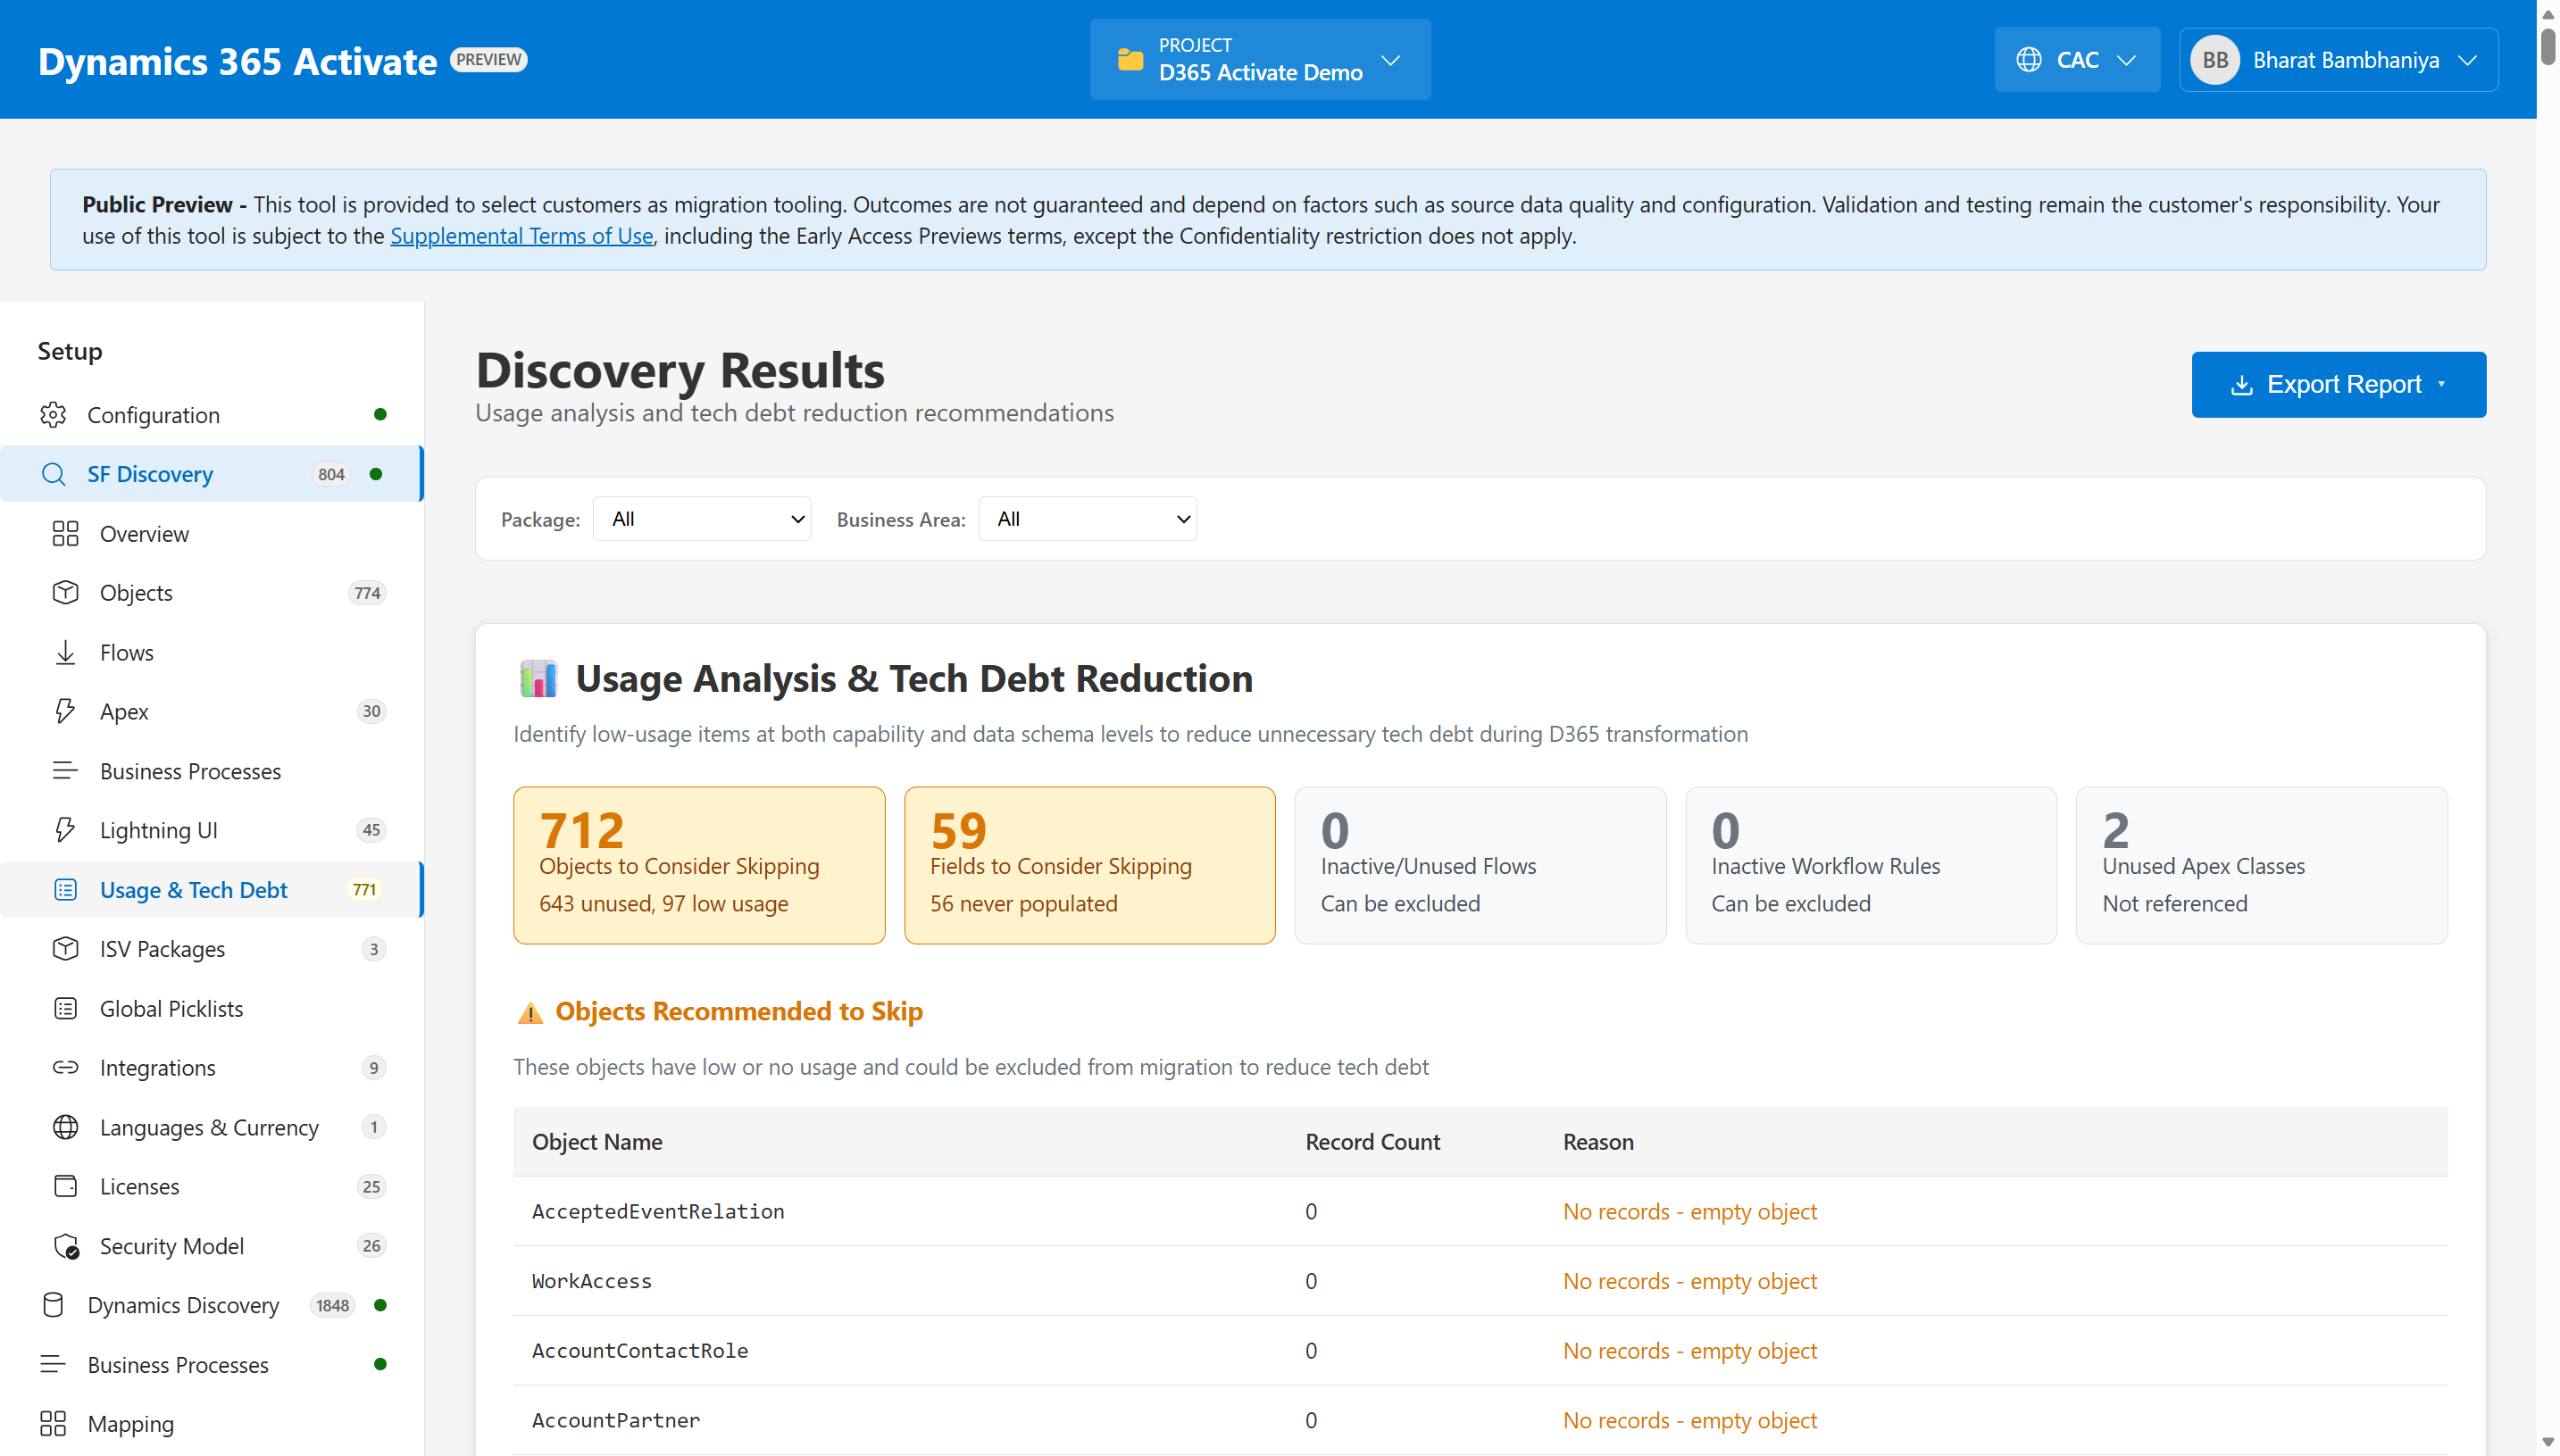 Dynamics 365 Activate PREVIEW
PROJECT
D365 Activate Demo
CAC
BB Bharat Bambhaniya
Public Preview - This tool is provided to select customers as migration tooling. Outcomes are not guaranteed and depend on factors such as source data quality and configuration. Validation and testing remain the customer's responsibility. Your
use of this tool is subject to the Supplemental Terms of Use, including the Early Access Previews terms, except the Confidentiality restriction does not apply.
Setup
Configuration
SF Discovery 804
Overview
Objects 774
Flows
Apex 30
Business Processes
Lightning UI 45
Usage & Tech Debt 771
ISV Packages 3
Global Picklists
Integrations 9
Languages & Currency 1
Licenses 25
Security Model 26
Dynamics Discovery 1848
Business Processes
Mapping
Discovery Results
Usage analysis and tech debt reduction recommendations
Export Report
Package: All Business Area: All
Usage Analysis & Tech Debt Reduction
Identify low-usage items at both capability and data schema levels to reduce unnecessary tech debt during D365 transformation
712
Objects to Consider Skipping
643 unused, 97 low usage
59
Fields to Consider Skipping
56 never populated
0
Inactive/Unused Flows
Can be excluded
0
Inactive Workflow Rules
Can be excluded
2
Unused Apex Classes
Not referenced
Objects Recommended to Skip
These objects have low or no usage and could be excluded from migration to reduce tech debt
Object Name Record Count Reason
AcceptedEventRelation 0 No records - empty object
WorkAccess 0 No records - empty object
AccountContactRole 0 No records - empty object
AccountPartner 0 No records - empty object